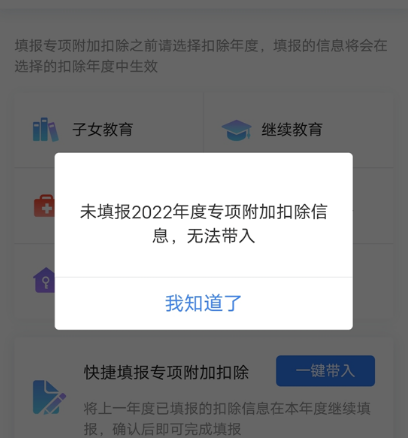 填报专项附加扣除之前请选择扣除年度，填报的信息将会在
选择的扣除年度中生效
子女教育
继续教育
未填报2022年度专项附加扣除信
息，无法带入
我知道了
快捷填报专项附加扣除
一键带入
将上一年度已填报的扣除信息在本年度继续填
报，确认后即可完成填报